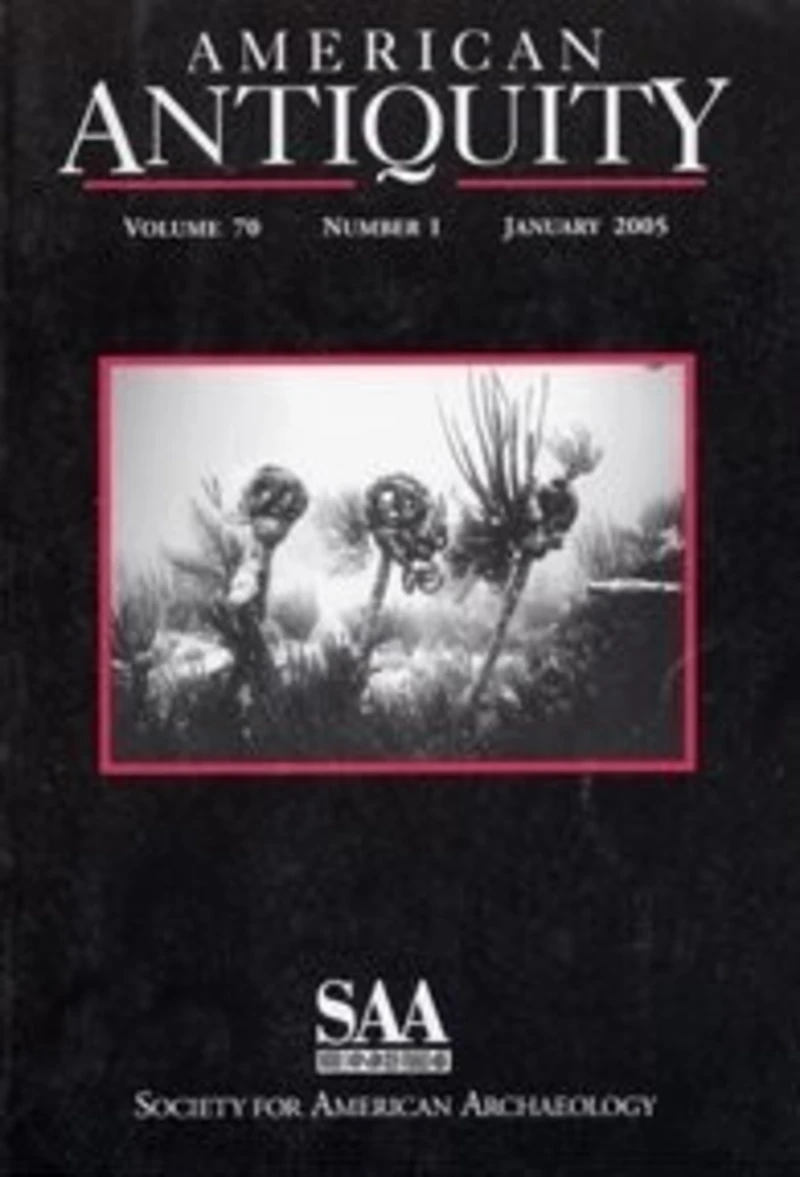 AMERICAN
ANTIQUITY
VOLUME 70 NUMBER 1 JANUARY 2005
SAA
SOCIETY FOR AMERICAN ARCHAEOLOGY